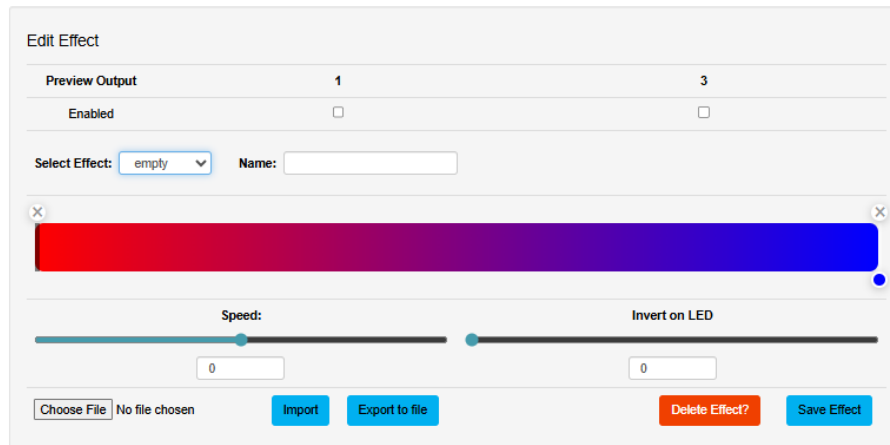 Edit Effect
Preview Output 1 3
Enabled
Select Effect: empty Name:
Speed: Invert on LED
0 0
Choose File No file chosen Import Export to file Delete Effect? Save Effect